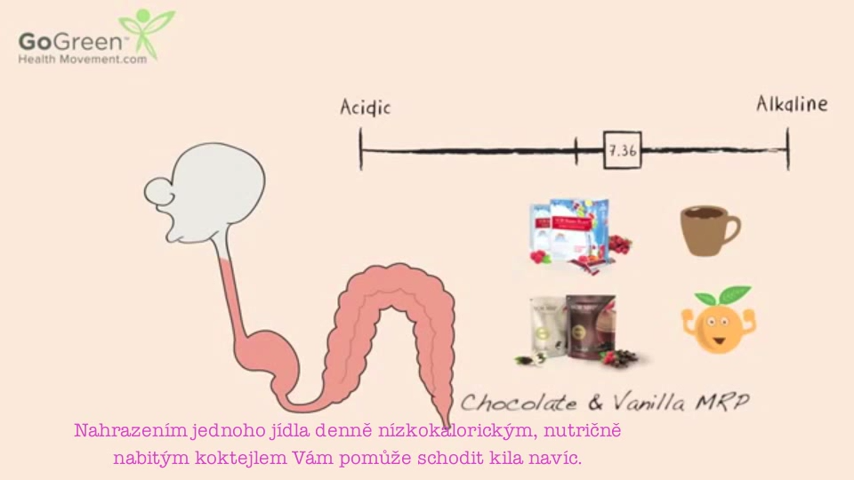 GoGreen™
Health Movement.com
Acidic
Alkaline
7.36
Chocolate & Vanilla MRP
Nahrazením jednoho jídla denně nízkokalorickým, nutričně
nabitým koktejlem Vám pomůže schodit kila navíc.